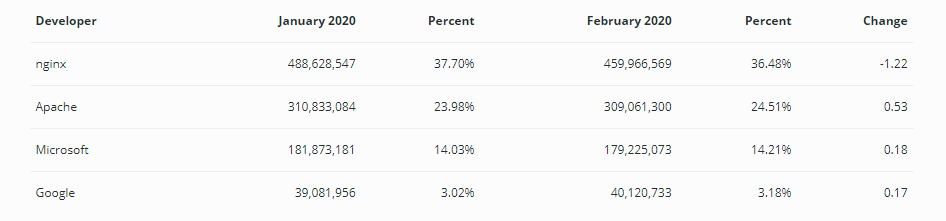 Developer January 2020 Percent February 2020 Percent Change
nginx 488,628,547 37.70% 459,966,569 36.48% -1.22
Apache 310,833,084 23.98% 309,061,300 24.51% 0.53
Microsoft 181,873,181 14.03% 179,225,073 14.21% 0.18
Google 39,081,956 3.02% 40,120,733 3.18% 0.17